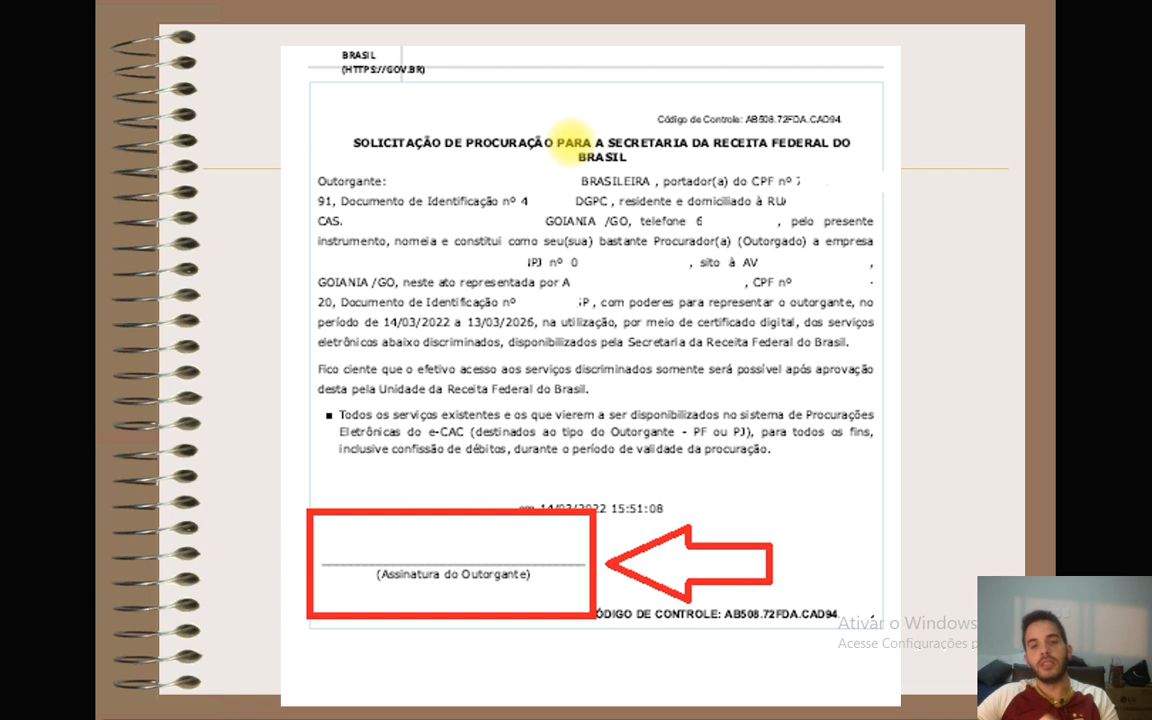 BRASIL
(HTTPS://GOV.BR)
Código de Controle: AB508.72FDA.CAD94.
SOLICITAÇÃO DE PROCURAÇÃO PARA A SECRETARIA DA RECEITA FEDERAL DO
BRASIL
Outorgante: BRASILEIRA , portador(a) do CPF nº 7
91, Documento de Identificação nº 4 DGPC , residente e domiciliado à RU
CAS. GOIANIA /GO, telefone 6 , pelo presente
instrumento, nomeia e constitui como seu(sua) bastante Procurador(a) (Outorgado) a empresa
nº 0 , sito à AV ,
GOIANIA /GO, neste ato representada por A , CPF nº
20, Documento de Identificação nº P , com poderes para representar o outorgante, no
período de 14/03/2022 a 13/03/2026, na utilização, por meio de certificado digital, dos serviços
eletrônicos abaixo discriminados, disponibilizados pela Secretaria da Receita Federal do Brasil.
Fico ciente que o efetivo acesso aos serviços discriminados somente será possível após aprovação
desta pela Unidade da Receita Federal do Brasil.
■ Todos os serviços existentes e os que vierem a ser disponibilizados no sistema de Procurações
Eletrônicas do e-CAC (destinados ao tipo do Outorgante - PF ou PJ), para todos os fins,
inclusive confissão de débitos, durante o período de validade da procuração.
em 14/03/2022 15:51:08
(Assinatura do Outorgante)
ÓDIGO DE CONTROLE: AB508.72FDA.CAD94
Ativar o Windows
Acesse Configurações p